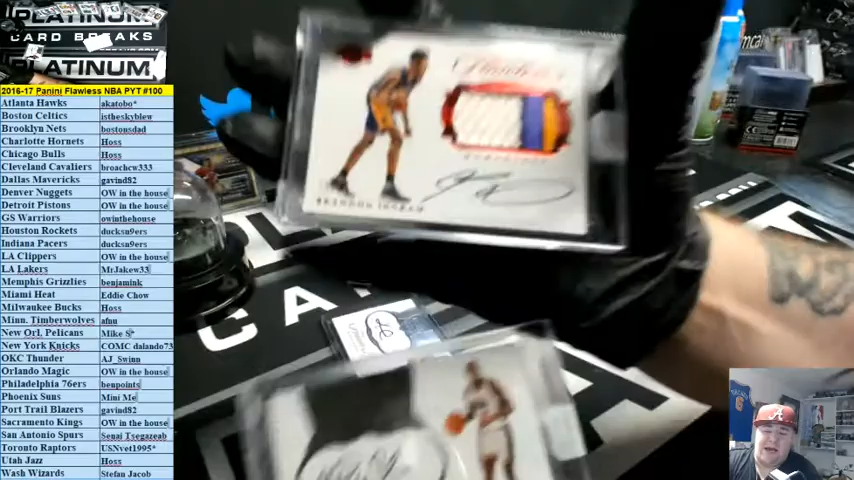 PLATINUM
CARD BREAKS
PLATINUM
2016-17 Panini Flawless NBA PYT #100
Atlanta Hawks akatobo*
Boston Celtics istheskyblew
Brooklyn Nets bostonsdad
Charlotte Hornets Hoss
Chicago Bulls Hoss
Cleveland Cavaliers broachcw333
Dallas Mavericks gavind82
Denver Nuggets OW in the house
Detroit Pistons OW in the house
GS Warriors owinthehouse
Houston Rockets ducksn9ers
Indiana Pacers ducksn9ers
LA Clippers OW in the house
LA Lakers MrJakew33
Memphis Grizzlies benjamink
Miami Heat Eddie Chow
Milwaukee Bucks Hoss
Minn. Timberwolves afnu
New Orl. Pelicans Mike S*
New York Knicks COMC dalando73
OKC Thunder AJ_Swinn
Orlando Magic OW in the house
Philadelphia 76ers benpoints
Phoenix Suns Mini Me
Port Trail Blazers gavind82
Sacramento Kings OW in the house
San Antonio Spurs Senai Tsegazeab
Toronto Raptors USNvet1995*
Utah Jazz Hoss
Wash Wizards Stefan Jacob
Flawless
BRANDON INGRAM
CA